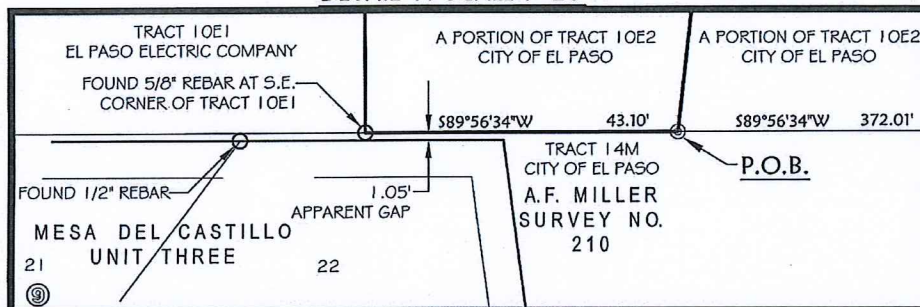 TRACT 10E1
EL PASO ELECTRIC COMPANY
A PORTION OF TRACT 10E2
CITY OF EL PASO
A PORTION OF TRACT 10E2
CITY OF EL PASO
FOUND 5/8" REBAR AT S.E.
CORNER OF TRACT 10E1
S89°56'34"W 43.10'
S89°56'34"W 372.01'
TRACT 14M
CITY OF EL PASO
P.O.B.
FOUND 1/2" REBAR
1.05'
APPARENT GAP
A.F. MILLER
SURVEY NO.
210
MESA DEL CASTILLO
UNIT THREE
21
22
9